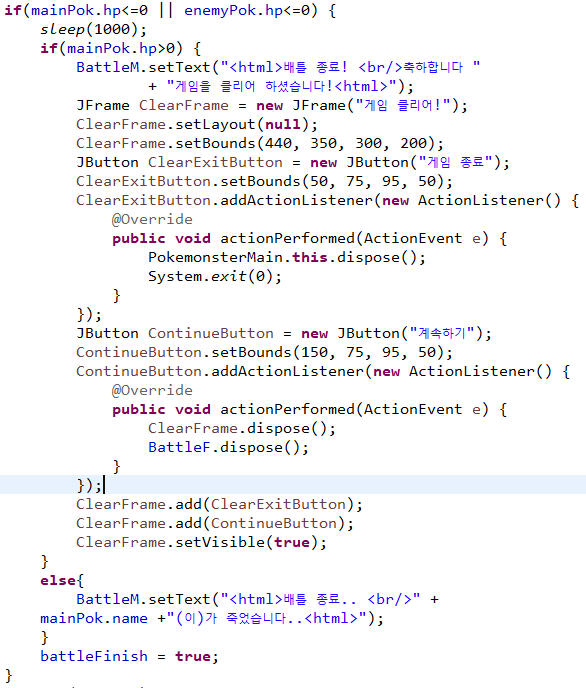 if(mainPok.hp<=0 || enemyPok.hp<=0) {
sleep(1000);
if(mainPok.hp>0) {
BattleM.setText("<html>배틀 종료! <br/>축하합니다 "
+ "게임을 클리어 하셨습니다!<html>");
JFrame ClearFrame = new JFrame("게임 클리어!");
ClearFrame.setLayout(null);
ClearFrame.setBounds(440, 350, 300, 200);
JButton ClearExitButton = new JButton("게임 종료");
ClearExitButton.setBounds(50, 75, 95, 50);
ClearExitButton.addActionListener(new ActionListener() {
@Override
public void actionPerformed(ActionEvent e) {
PokemonsterMain.this.dispose();
System.exit(0);
}
});
JButton ContinueButton = new JButton("계속하기");
ContinueButton.setBounds(150, 75, 95, 50);
ContinueButton.addActionListener(new ActionListener() {
@Override
public void actionPerformed(ActionEvent e) {
ClearFrame.dispose();
BattleF.dispose();
}
});
ClearFrame.add(ClearExitButton);
ClearFrame.add(ContinueButton);
ClearFrame.setVisible(true);
}
else{
BattleM.setText("<html>배틀 종료.. <br/>" +
mainPok.name +"(이)가 죽었습니다..<html>");
}
battleFinish = true;
}